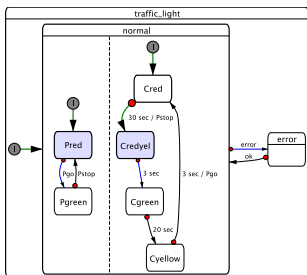 traffic_light
normal
I
Cred
30 sec / Pstop
I
Pred
Credyel
error
error
I
ok
Pgo
Pstop
3 sec
3 sec / Pgo
Pgreen
Cgreen
20 sec
Cyellow